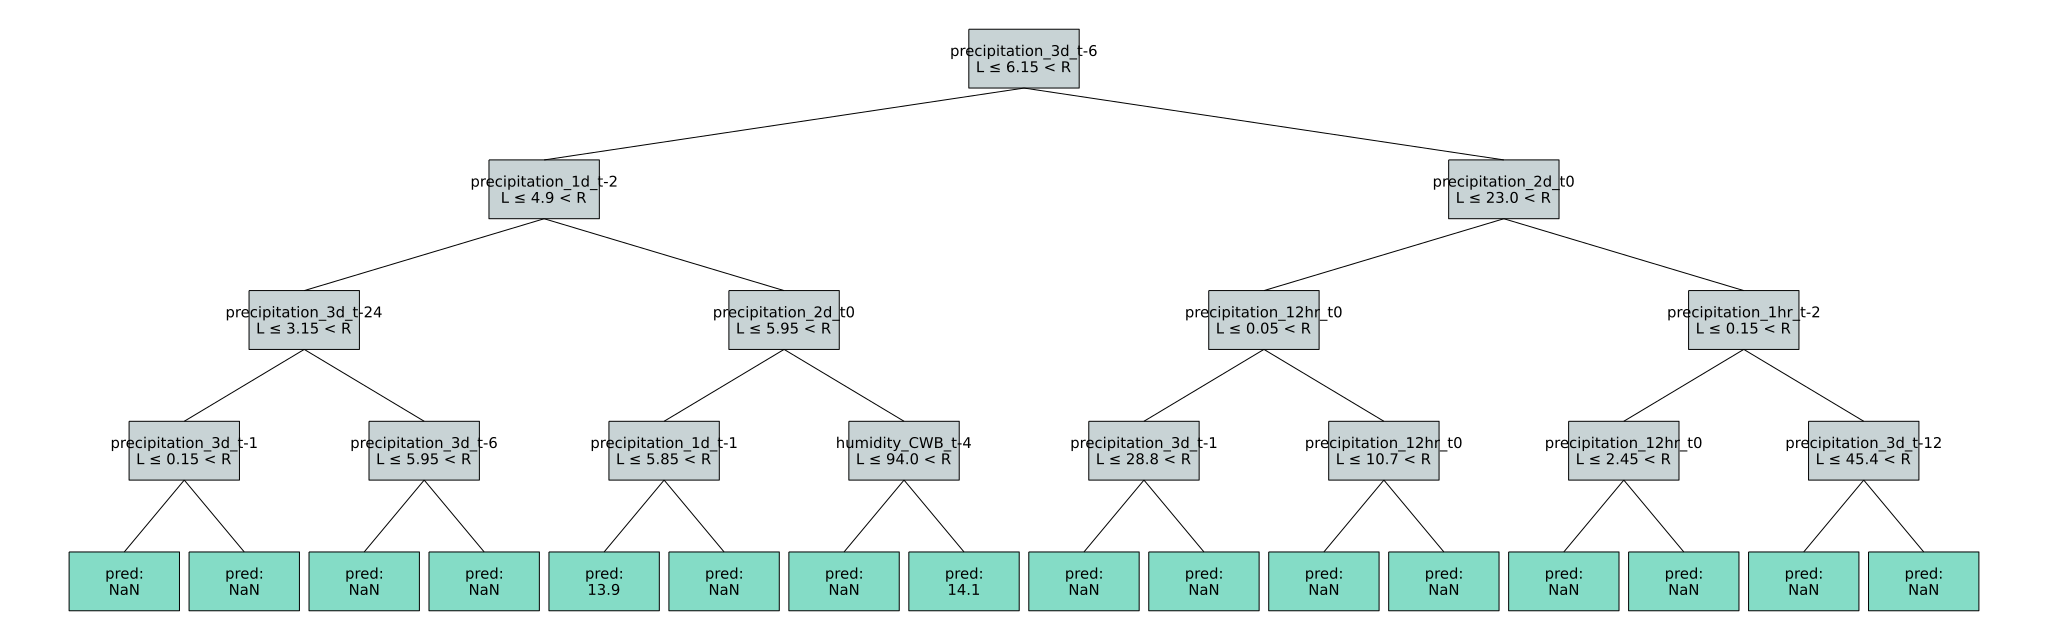 precipitation_3d_t-6
L ≤ 6.15 < R
precipitation_1d_t-2
L ≤ 4.9 < R
precipitation_2d_t0
L ≤ 23.0 < R
precipitation_3d_t-24
L ≤ 3.15 < R
precipitation_2d_t0
L ≤ 5.95 < R
precipitation_12hr_t0
L ≤ 0.05 < R
precipitation_1hr_t-2
L ≤ 0.15 < R
precipitation_3d_t-1
L ≤ 0.15 < R
precipitation_3d_t-6
L ≤ 5.95 < R
precipitation_1d_t-1
L ≤ 5.85 < R
humidity_CWB_t-4
L ≤ 94.0 < R
precipitation_3d_t-1
L ≤ 28.8 < R
precipitation_12hr_t0
L ≤ 10.7 < R
precipitation_12hr_t0
L ≤ 2.45 < R
precipitation_3d_t-12
L ≤ 45.4 < R
pred:
NaN
pred:
NaN
pred:
NaN
pred:
NaN
pred:
13.9
pred:
NaN
pred:
NaN
pred:
14.1
pred:
NaN
pred:
NaN
pred:
NaN
pred:
NaN
pred:
NaN
pred:
NaN
pred:
NaN
pred:
NaN